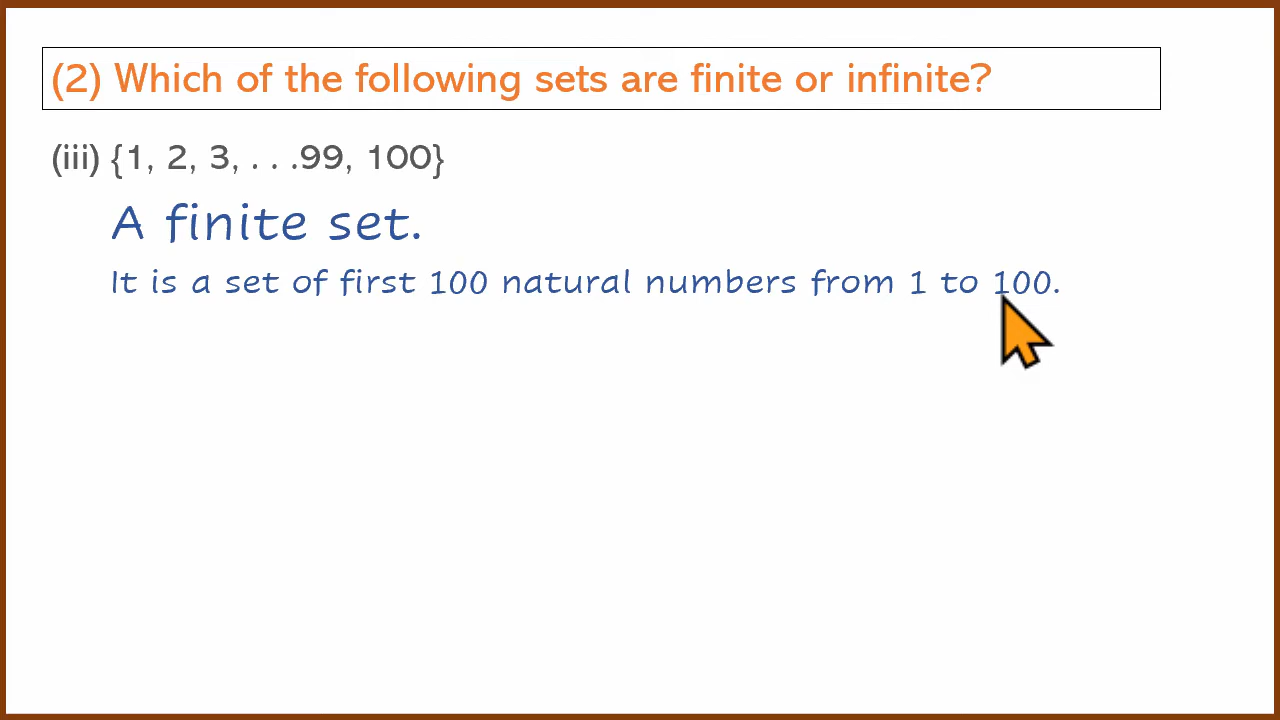 (2) Which of the following sets are finite or infinite?
(iii) {1, 2, 3, . . .99, 100}
A finite set.
It is a set of first 100 natural numbers from 1 to 100.